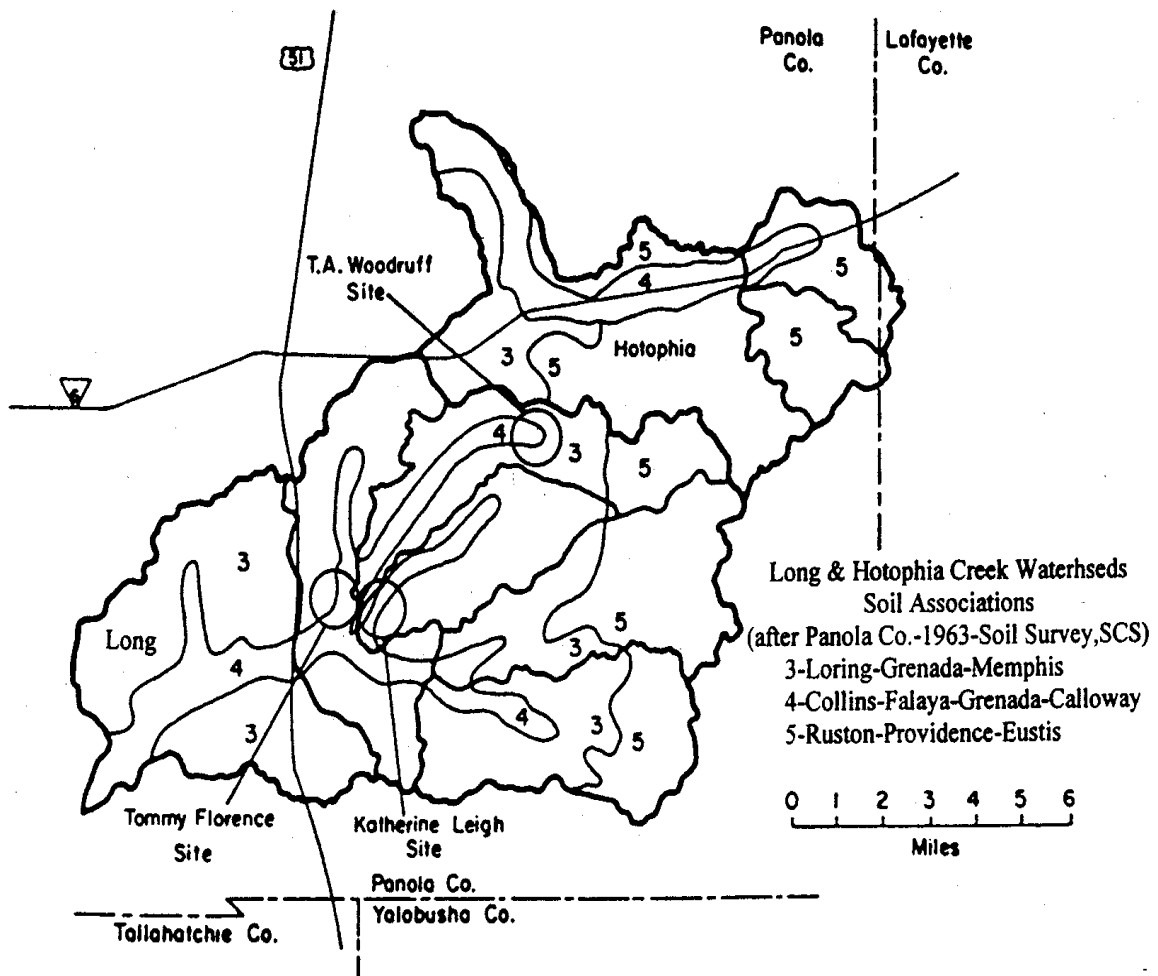 Panola Lafayette
Co. Co.
51
T.A. Woodruff
Site
5
4
5
3
5
Hotophia
5
6
4
3
5
3
Long
4
5
3
3
4
3
5
Long & Hotophia Creek Waterhseds
Soil Associations
(after Panola Co.-1963-Soil Survey,SCS)
3-Loring-Grenada-Memphis
4-Collins-Falaya-Grenada-Calloway
5-Ruston-Providence-Eustis
0 1 2 3 4 5 6
Miles
Tommy Florence
Site
Katherine Leigh
Site
Panola Co.
Yalobusha Co.
Tallahatchie Co.